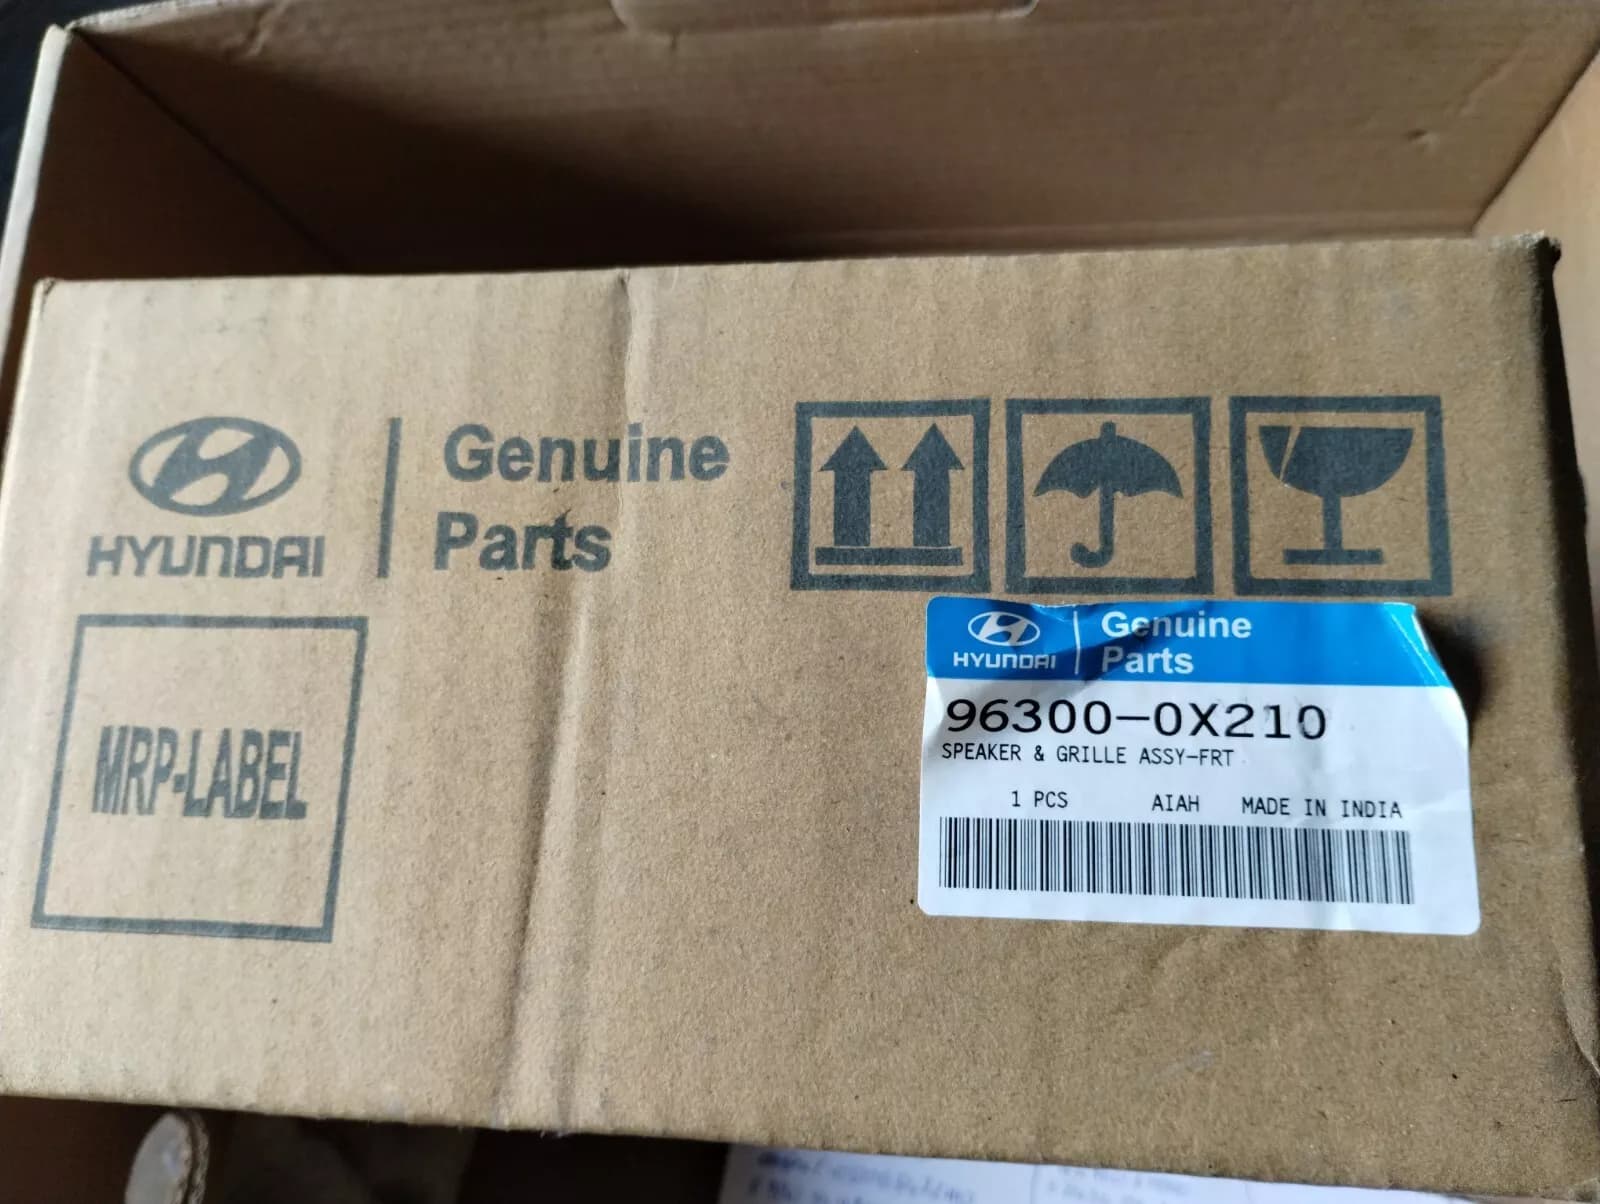 HYUNDAI
Genuine
Parts
MRP-LABEL
HYUNDAI
Genuine
Parts
96300-0X210
SPEAKER & GRILLE ASSY-FRT
1 PCS AIAH MADE IN INDIA